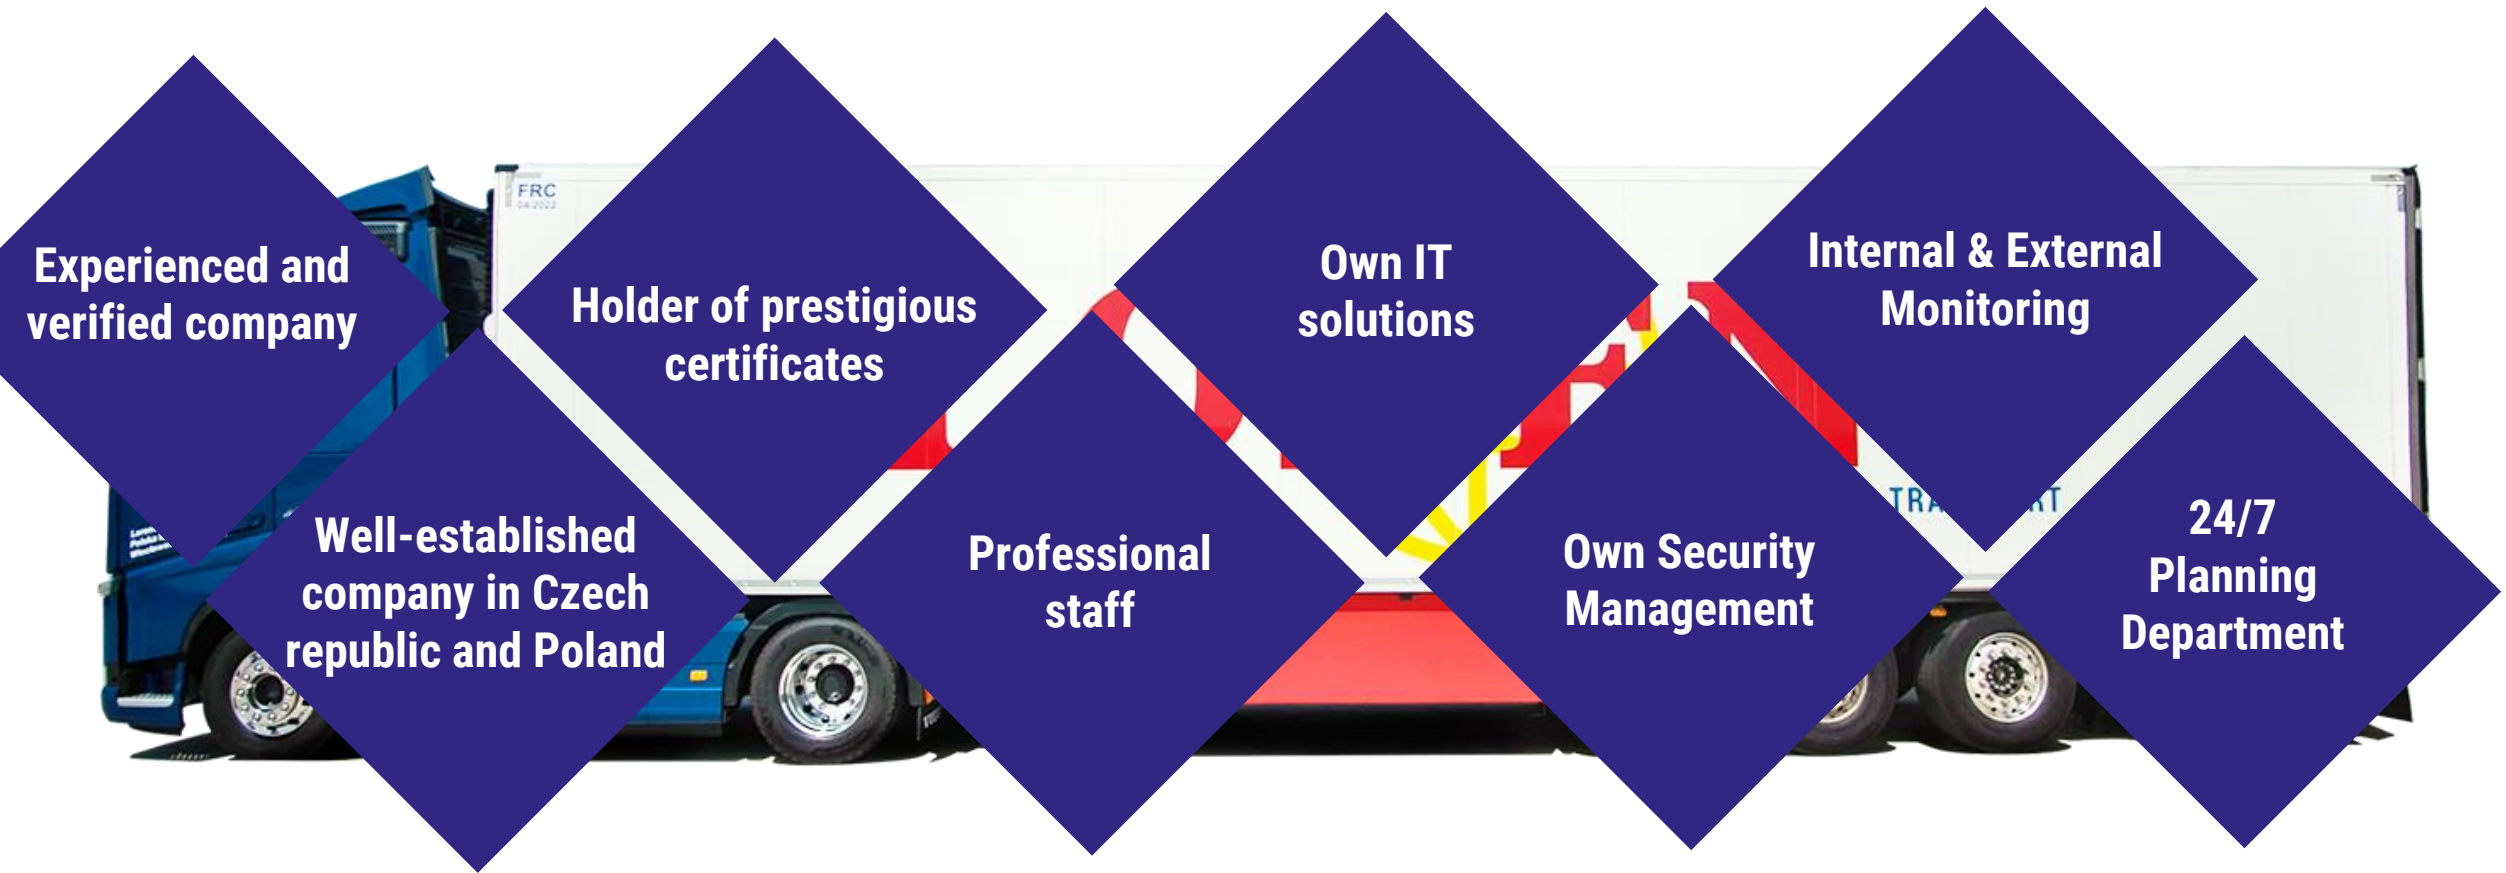 Experienced and
verified company
Well-established
company in Czech
republic and Poland
Holder of prestigious
certificates
Professional
staff
Own IT
solutions
Own Security
Management
Internal & External
Monitoring
24/7
Planning
Department
FRC